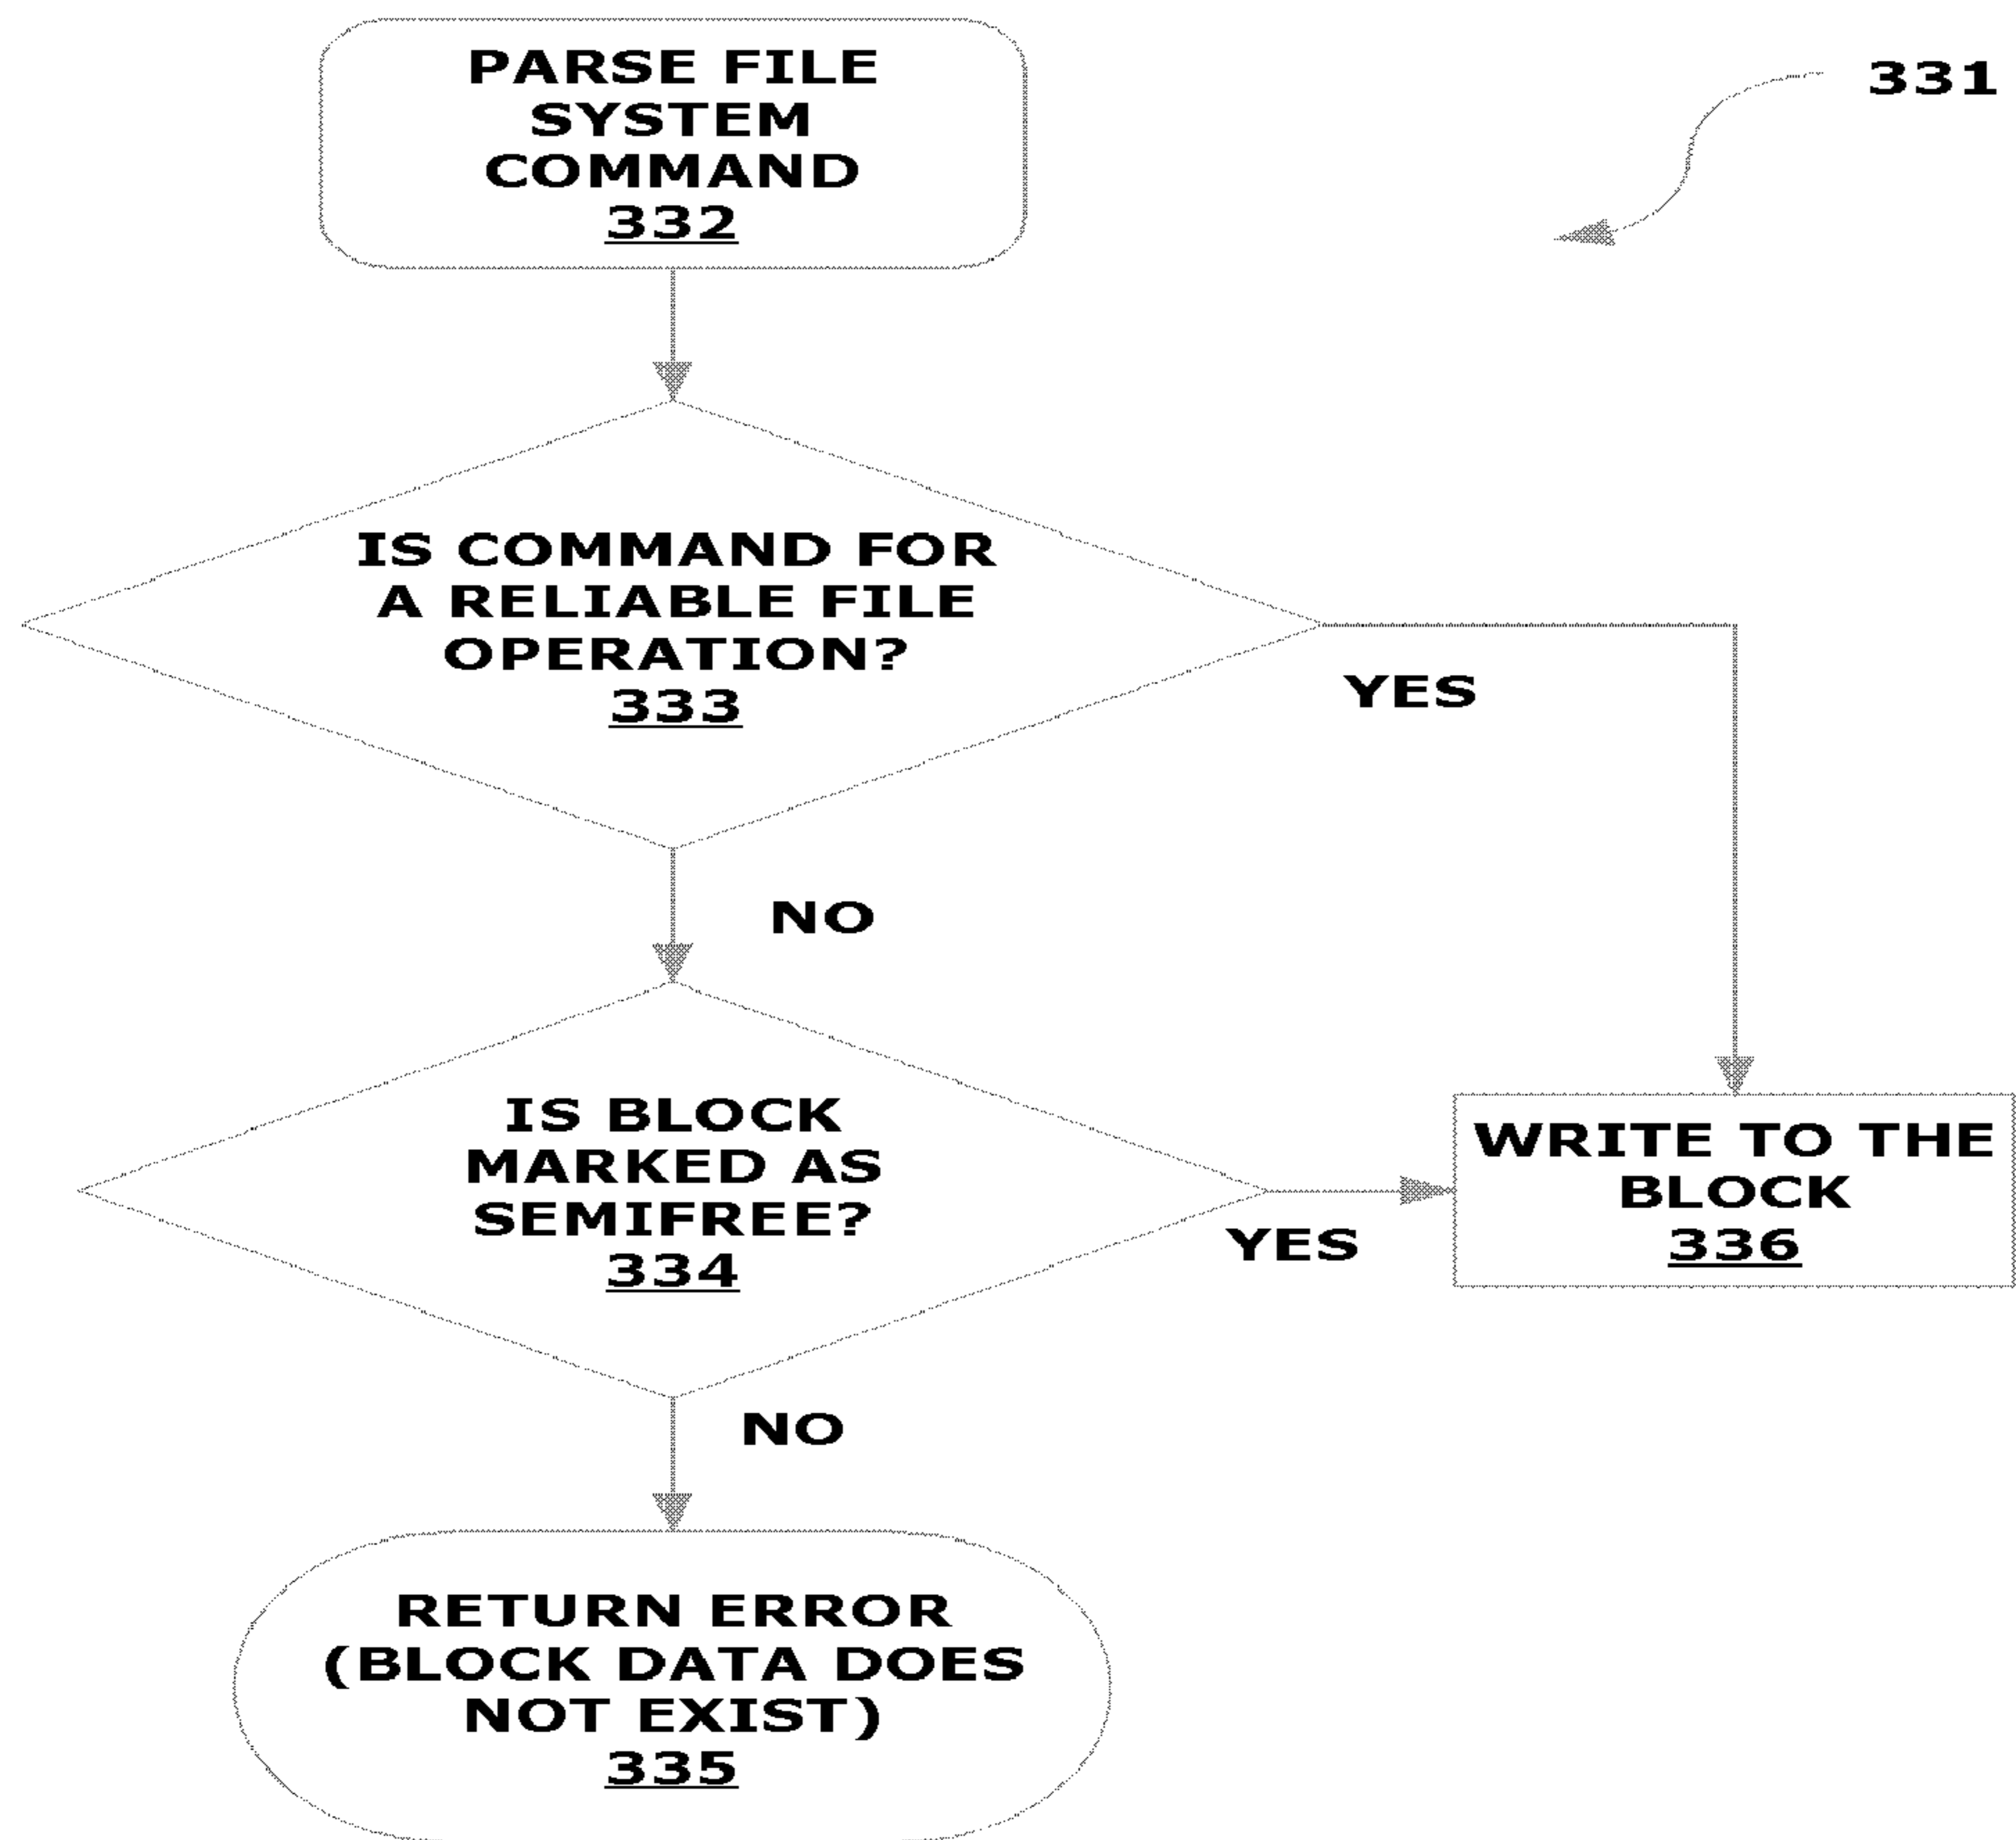 PARSE FILE
SYSTEM
COMMAND
332
331
IS COMMAND FOR
A RELIABLE FILE
OPERATION?
333
YES
NO
IS BLOCK
MARKED AS
SEMIFREE?
334
YES
WRITE TO THE
BLOCK
336
NO
RETURN ERROR
(BLOCK DATA DOES
NOT EXIST)
335